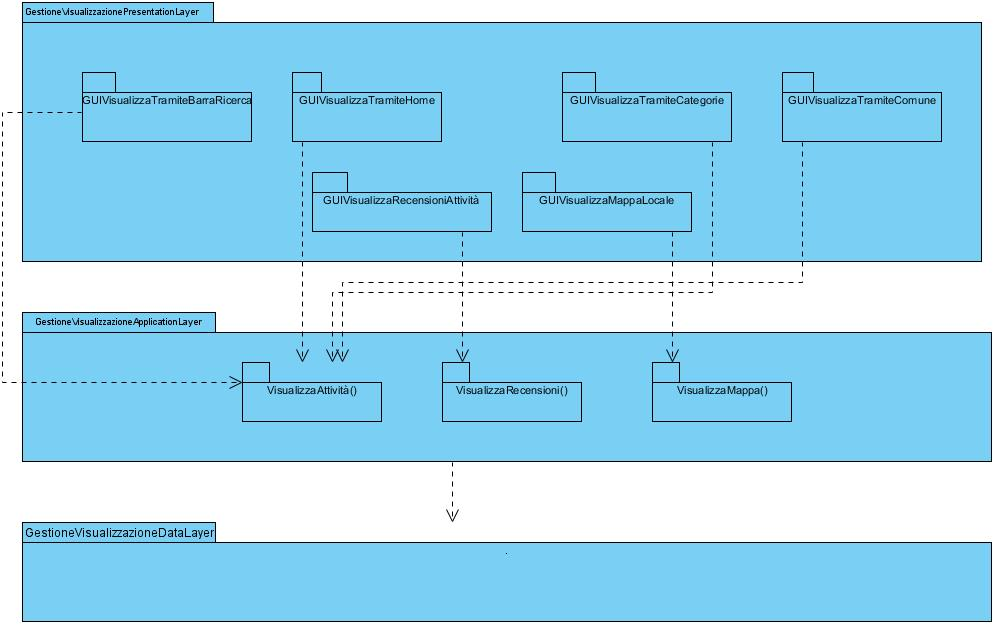 GestioneVisualizzazionePresentationLayer
GUIVisualizzaTramiteBarraRicerca
GUIVisualizzaTramiteHome
GUIVisualizzaTramiteCategorie
GUIVisualizzaTramiteComune
GUIVisualizzaRecensioniAttività
GUIVisualizzaMappaLocale
GestioneVisualizzazioneApplicationLayer
VisualizzaAttività()
VisualizzaRecensioni()
VisualizzaMappa()
GestioneVisualizzazioneDataLayer